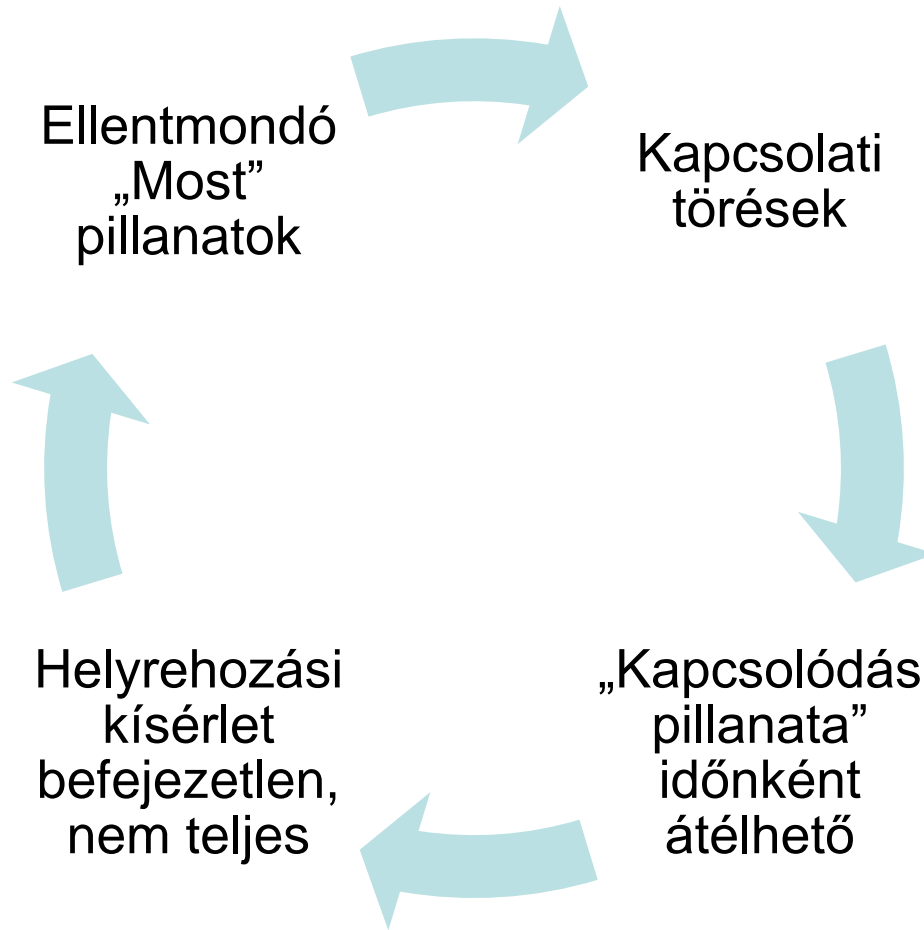 Ellentmondó
„Most”
pillanatok
Kapcsolati
törések
„Kapcsolódás
pillanata”
időnként
átélhető
Helyrehozási
kísérlet
befejezetlen,
nem teljes